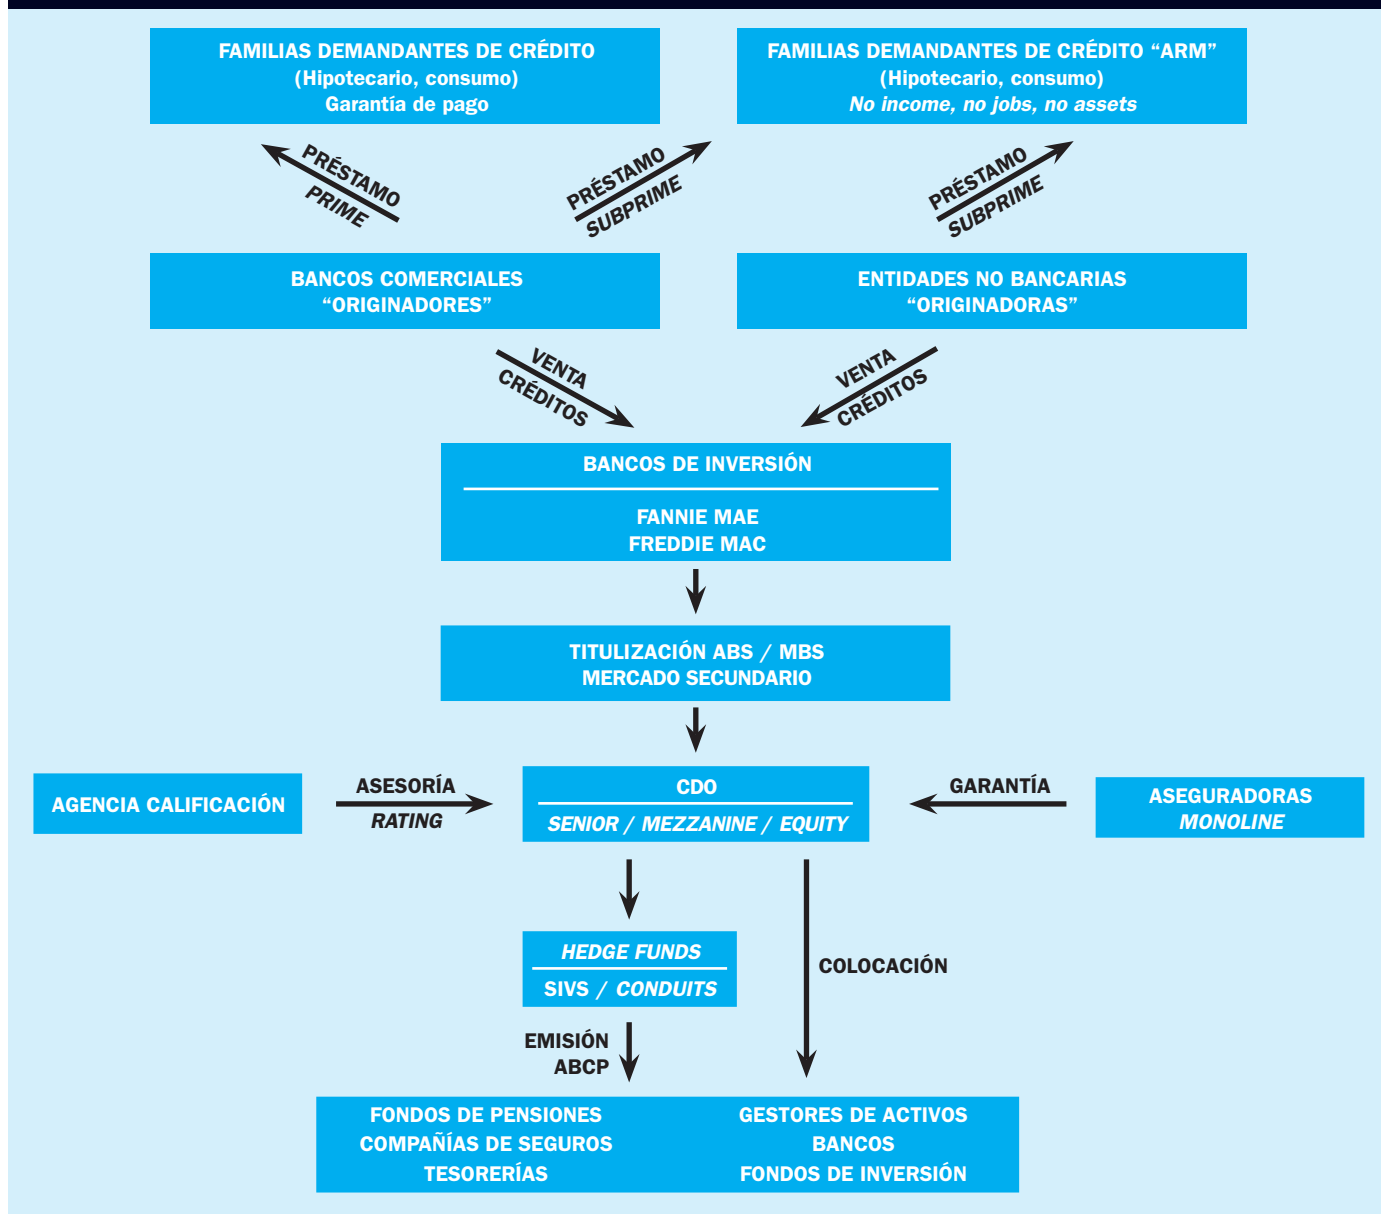 FAMILIAS DEMANDANTES DE CRÉDITO
(Hipotecario, consumo)
Garantía de pago
FAMILIAS DEMANDANTES DE CRÉDITO “ARM”
(Hipotecario, consumo)
No income, no jobs, no assets
PRÉSTAMO
PRIME
PRÉSTAMO
SUBPRIME
PRÉSTAMO
SUBPRIME
BANCOS COMERCIALES
“ORIGINADORES”
ENTIDADES NO BANCARIAS
“ORIGINADORAS”
VENTA
CRÉDITOS
VENTA
CRÉDITOS
BANCOS DE INVERSIÓN
FANNIE MAE
FREDDIE MAC
TITULIZACIÓN ABS / MBS
MERCADO SECUNDARIO
AGENCIA CALIFICACIÓN
ASESORÍA
RATING
CDO
SENIOR / MEZZANINE / EQUITY
GARANTÍA
ASEGURADORAS
MONOLINE
HEDGE FUNDS
SIVS / CONDUITS
COLOCACIÓN
EMISIÓN
ABCP
FONDOS DE PENSIONES
COMPAÑÍAS DE SEGUROS
TESORERÍAS
GESTORES DE ACTIVOS
BANCOS
FONDOS DE INVERSIÓN